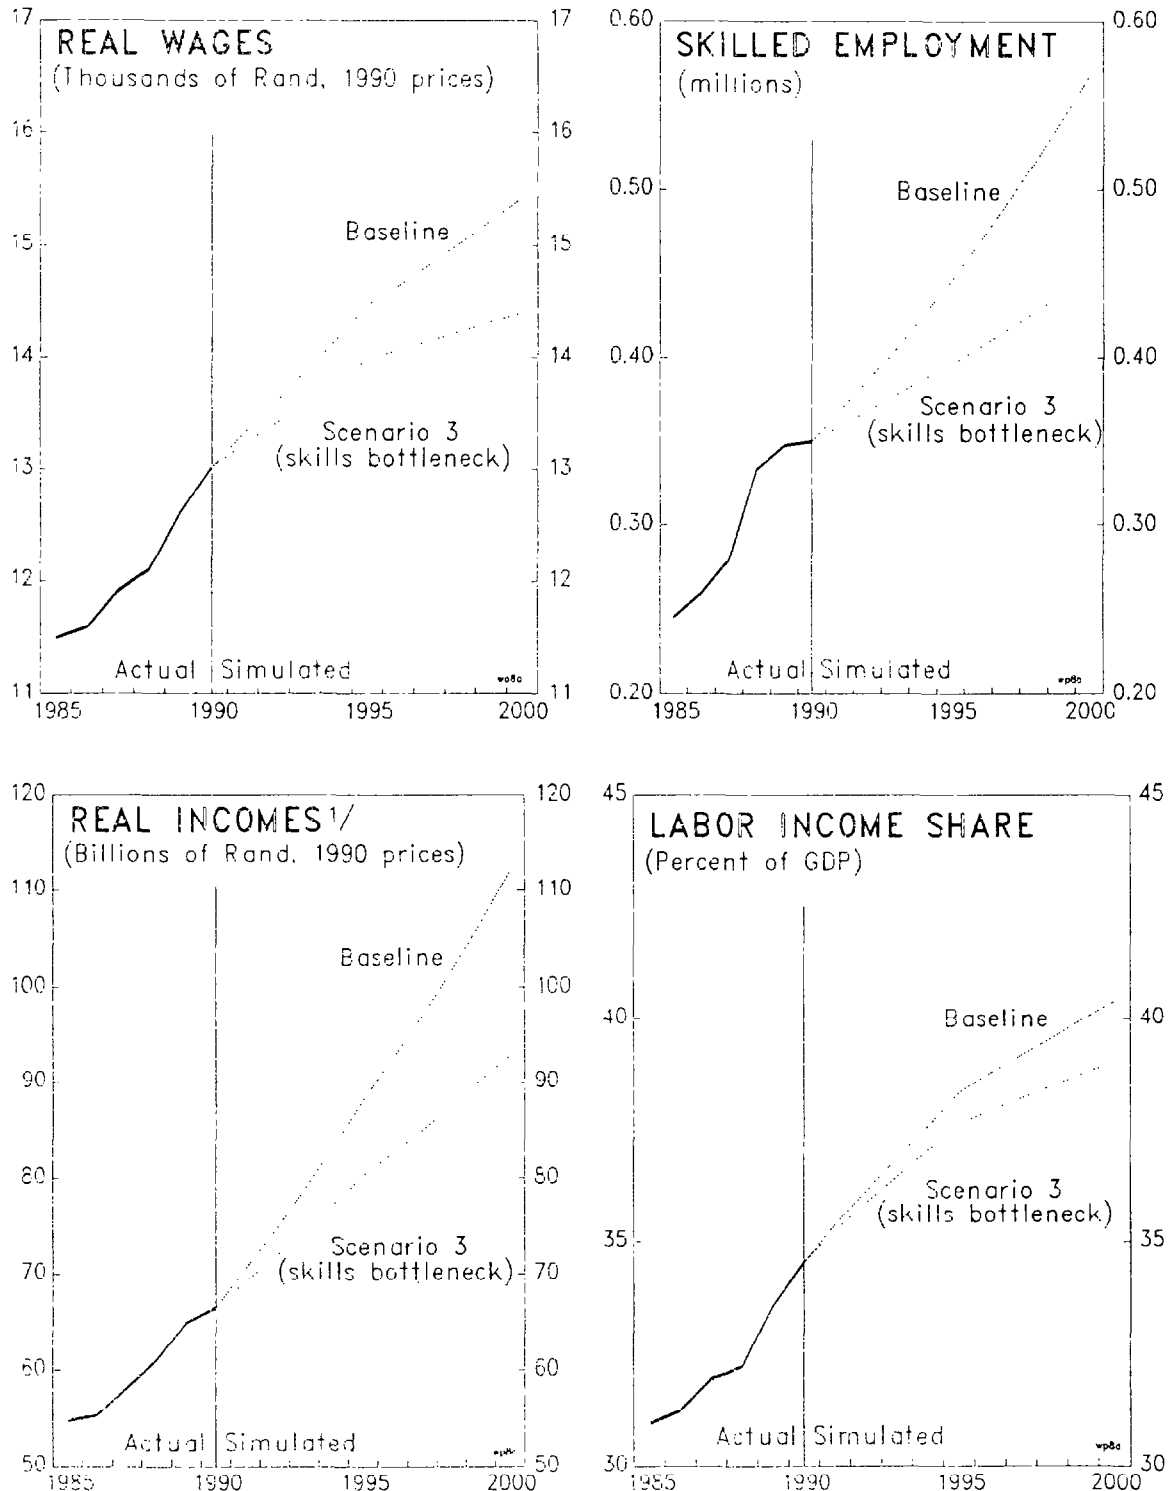 REAL WAGES
(Thousands of Rand, 1990 prices)
17 17
16 16
15 15
14 14
13 13
12 12
11 11
Baseline
Scenario 3
(skills bottleneck)
Actual Simulated
1985 1990 1995 2000
SKILLED EMPLOYMENT
(millions)
0.60 0.60
0.50 0.50
0.40 0.40
0.30 0.30
0.20 0.20
Baseline
Scenario 3
(skills bottleneck)
Actual Simulated
wp8b
1985 1990 1995 2000
REAL INCOMES 1/
(Billions of Rand, 1990 prices)
120 120
110 110
100 100
90 90
80 80
70 70
60 60
50 50
Baseline
Scenario 3
(skills bottleneck)
Actual Simulated
1985 1990 1995 2000
LABOR INCOME SHARE
(Percent of GDP)
45 45
40 40
35 35
30 30
Baseline
Scenario 3
(skills bottleneck)
Actual Simulated
wp8d
1985 1990 1995 2000